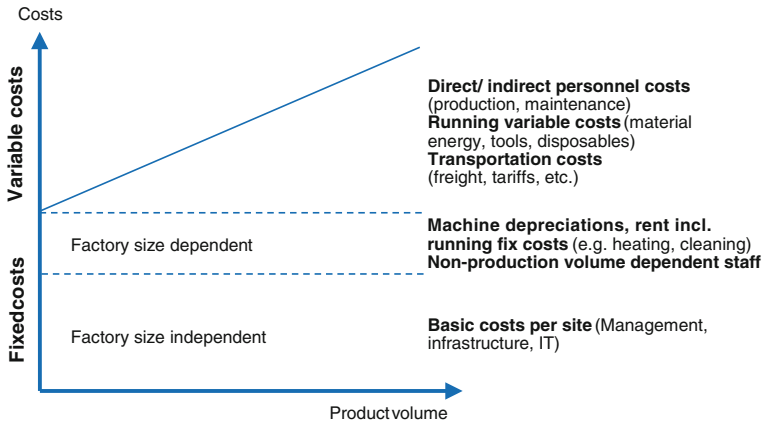 Costs
Variable costs
Direct/ indirect personnel costs
(production, maintenance)
Running variable costs (material
energy, tools, disposables)
Transportation costs
(freight, tariffs, etc.)
Fixedcosts
Factory size dependent
Machine depreciations, rent incl.
running fix costs (e.g. heating, cleaning)
Non-production volume dependent staff
Factory size independent
Basic costs per site (Management,
infrastructure, IT)
Productvolume